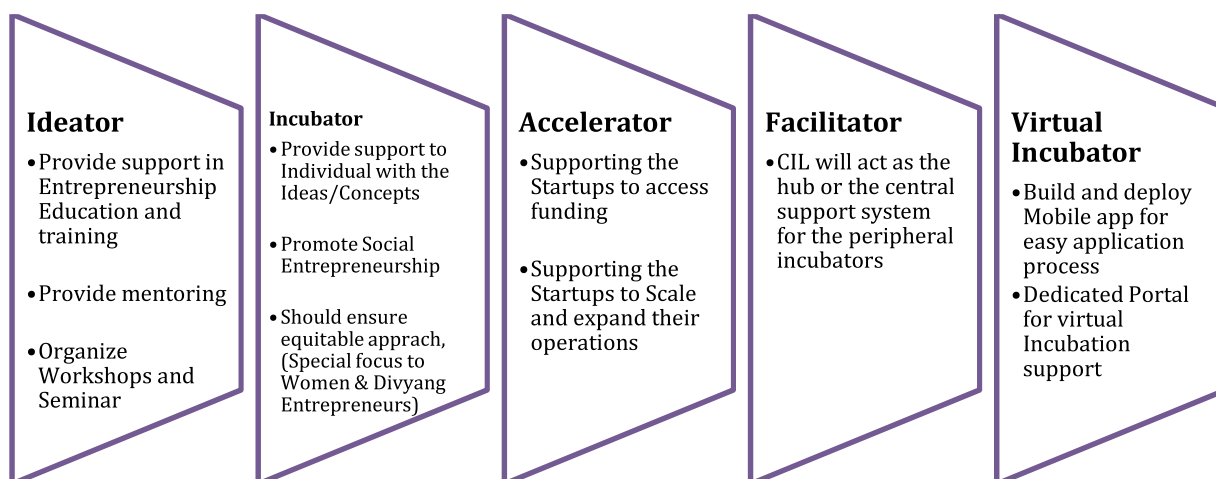 Ideator
•Provide support in
Entrepreneurship
Education and
training
•Provide mentoring
•Organize
Workshops and
Seminar
Incubator
•Provide support to
Individual with the
Ideas/Concepts
•Promote Social
Entrepreneurship
•Should ensure
equitable apprach,
(Special focus to
Women & Divyang
Entrepreneurs)
Accelerator
•Supporting the
Startups to access
funding
•Supporting the
Startups to Scale
and expand their
operations
Facilitator
•CIL will act as the
hub or the central
support system
for the peripheral
incubators
Virtual
Incubator
•Build and deploy
Mobile app for
easy application
process
•Dedicated Portal
for virtual
Incubation
support